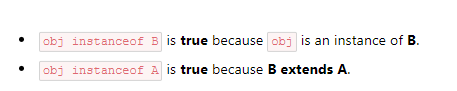 obj instanceof B is true because obj is an instance of B.
obj instanceof A is true because B extends A.